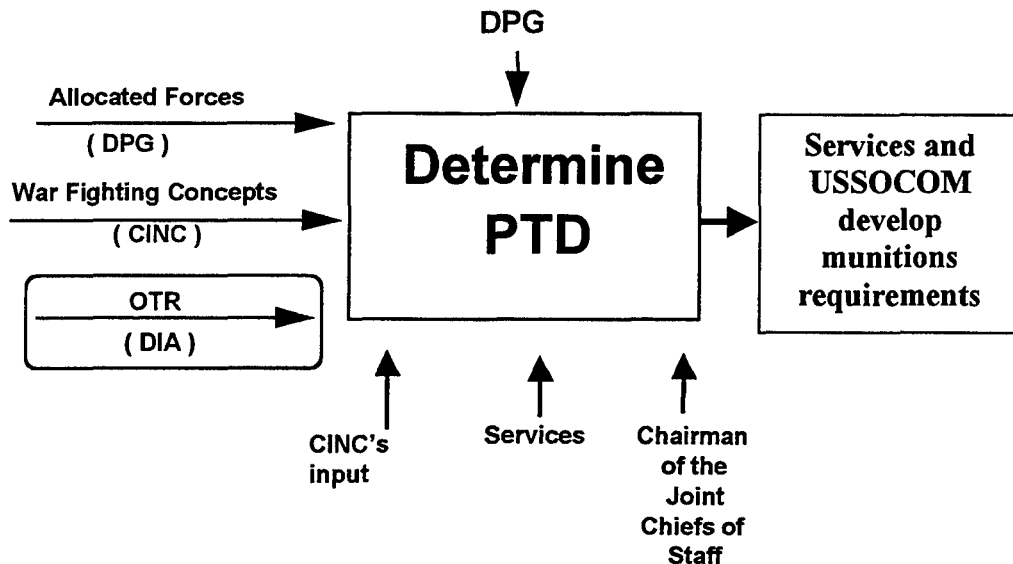 DPG
Allocated Forces
( DPG )
War Fighting Concepts
( CINC )
OTR
( DIA )
Determine
PTD
Services and
USSOCOM
develop
munitions
requirements
CINC's
input
Services
Chairman
of the
Joint
Chiefs of
Staff